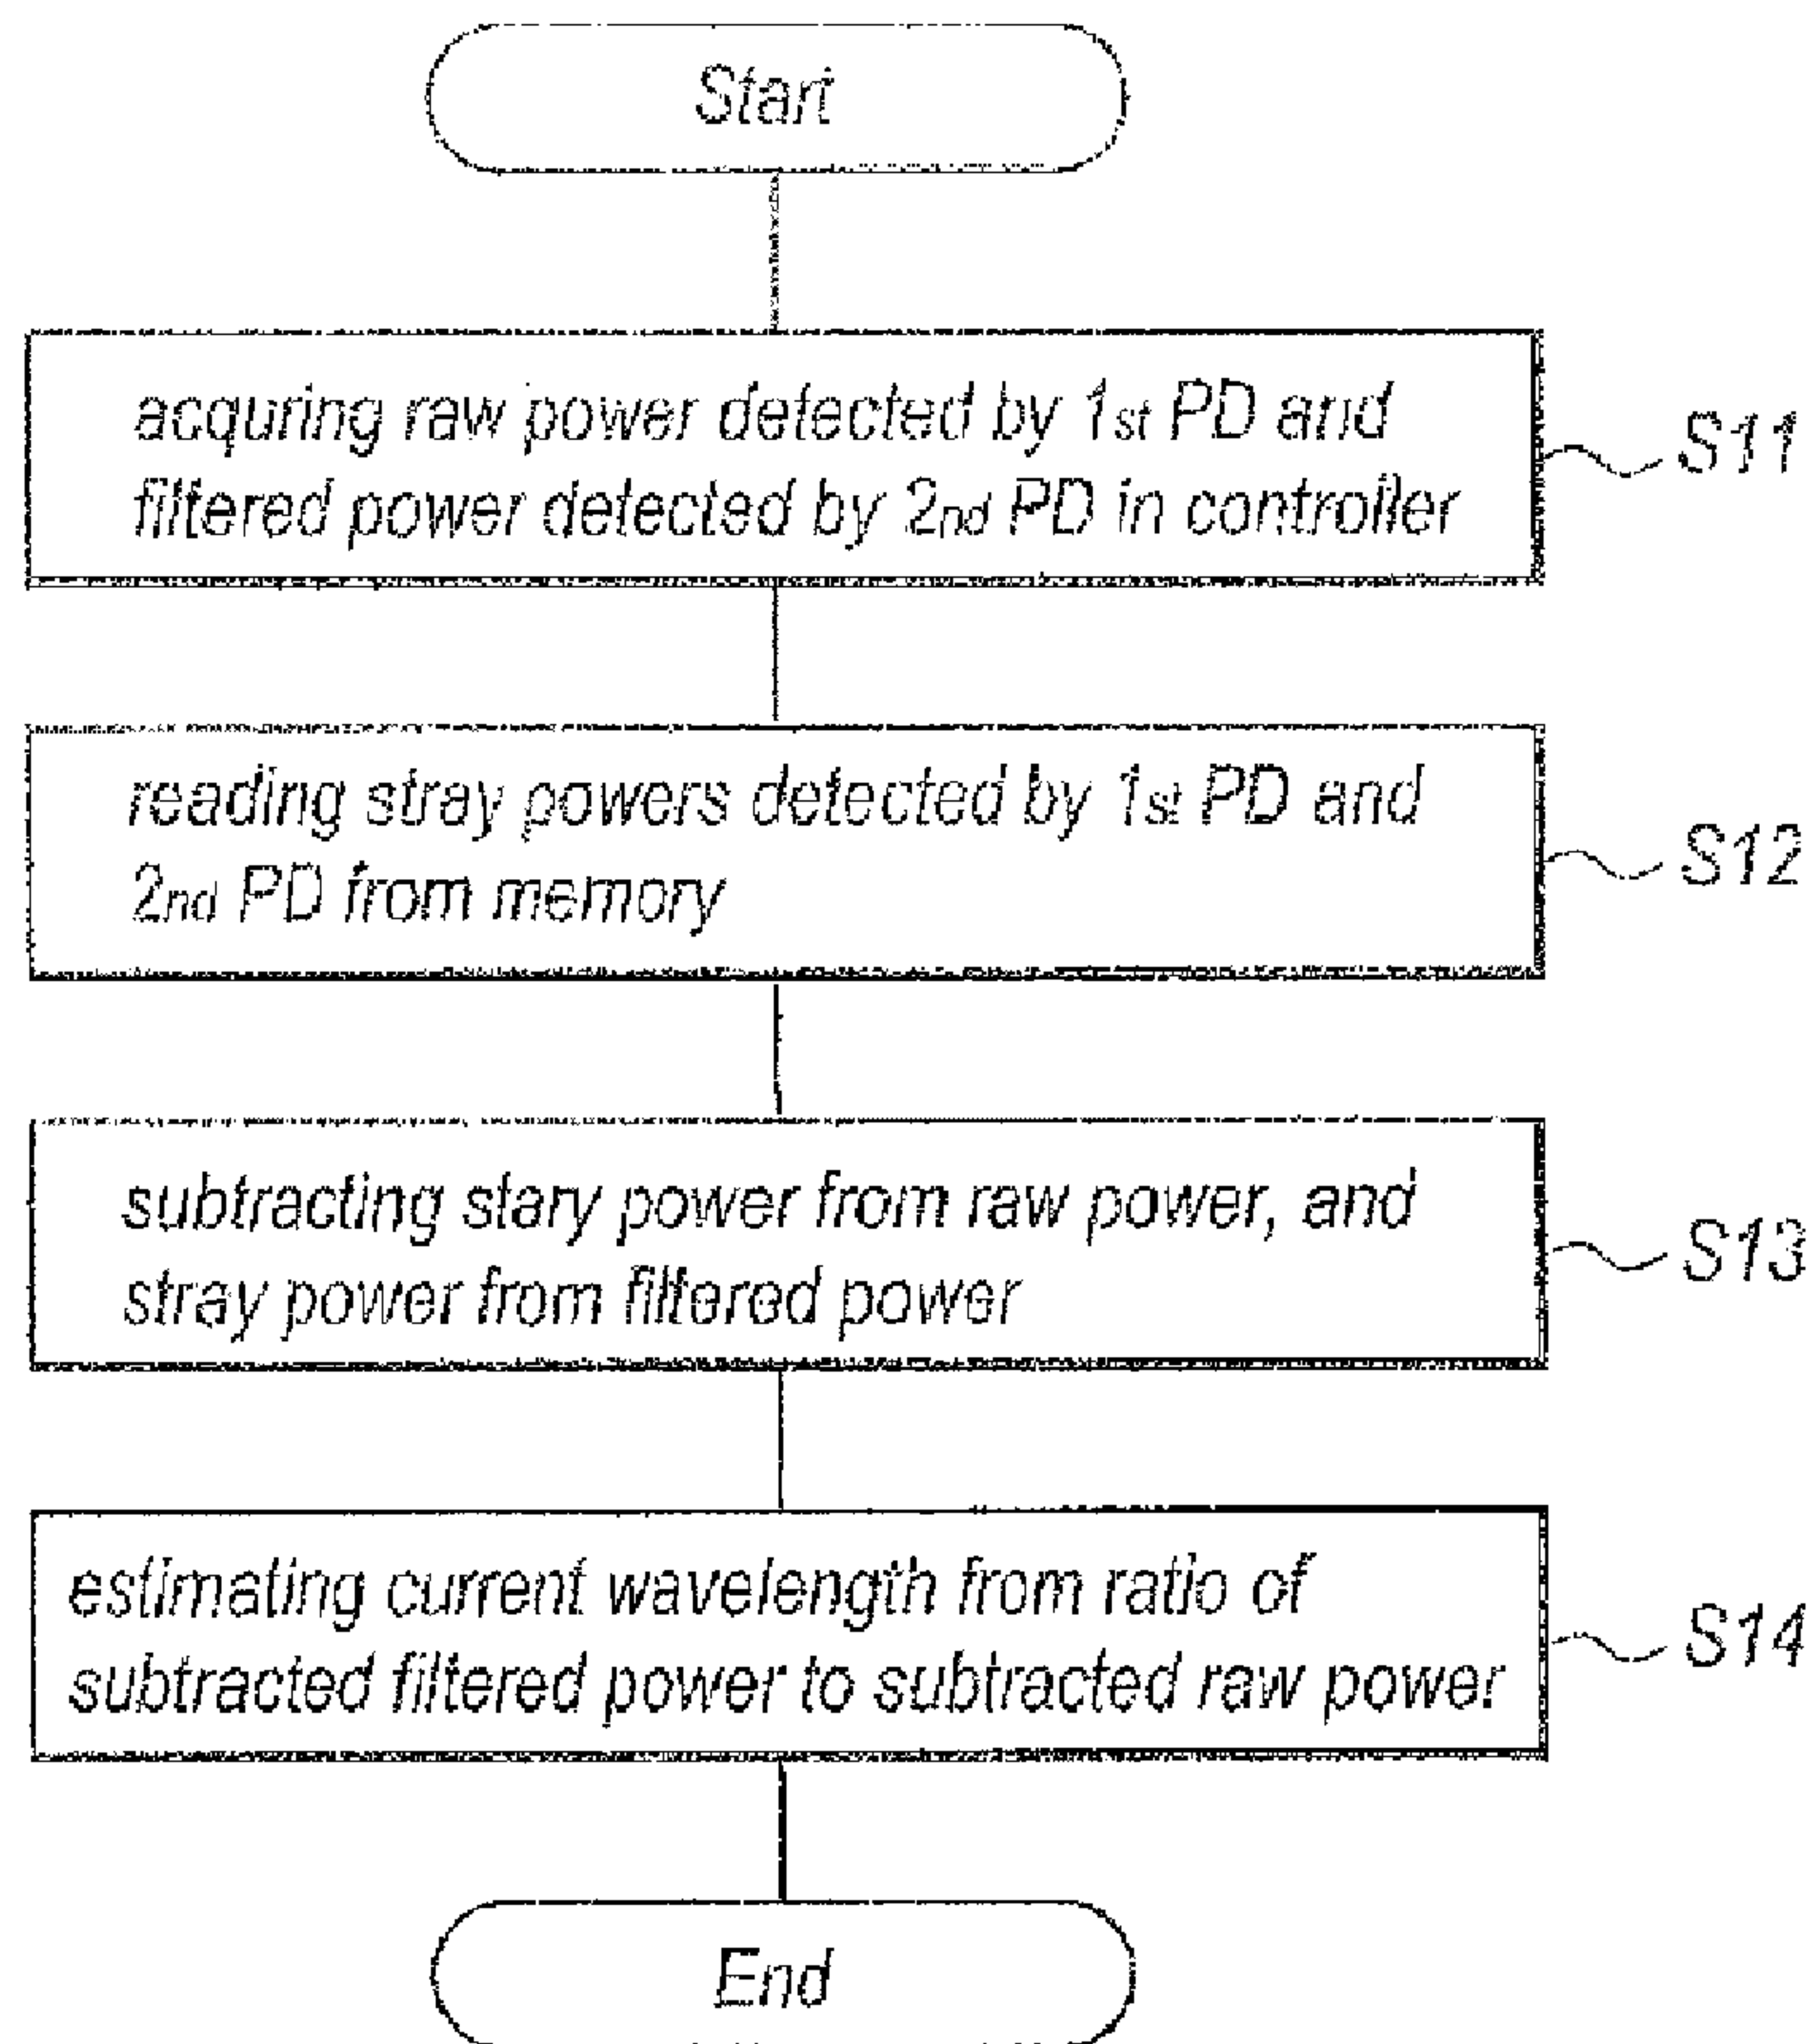 Start
acquring raw power detected by 1st PD and
filtered power detected by 2nd PD in controller
S11
reading stray powers detected by 1st PD and
2nd PD from memory
S12
subtracting stary power from raw power, and
stray power from filtered power
S13
estimating current wavelength from ratio of
subtracted filtered power to subtracted raw power
S14
End